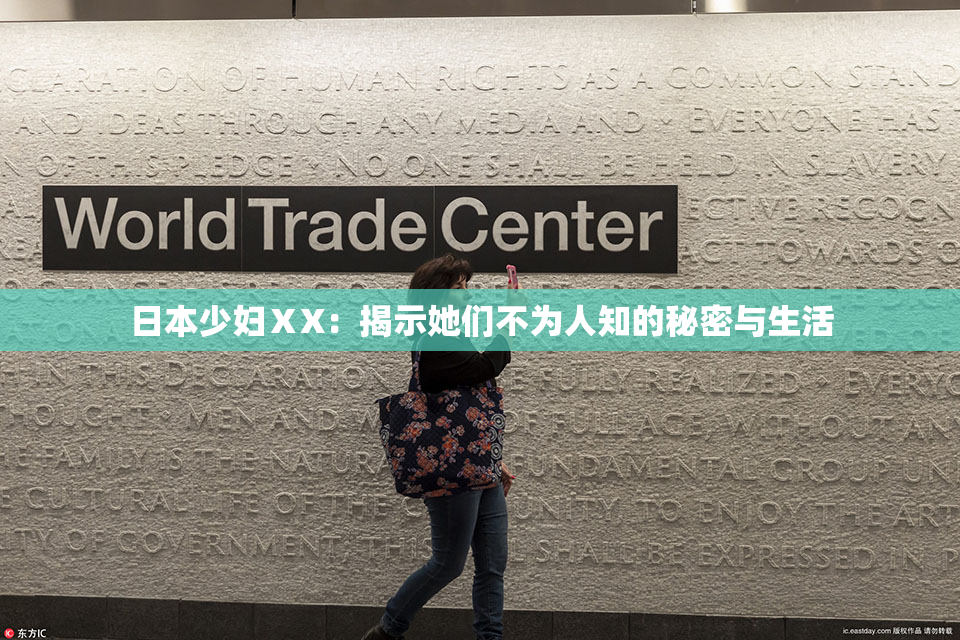 CLARATION OF HUMAN RIGHTS AS A COMMON STAND
AND IDEAS THROUGH ANY MEDIA AND EVERYONE HAS
OF THIS PLEDGE NO ONE SHALL BE HELD IN SLAVERY
World Trade Center
ECTIVE RECOGN
ACT TOWARDS O
日本少妇XX：揭示她们不为人知的秘密与生活
IN THIS DECLARATION FULLY REALIZED EVERYO
THOUGHT MEN AND OF FULL AGE WITHO
E FAMILY IS THE NATURA FUNDAMENTAL GROUP
E CULTURAL LIFE OF THE UNITY, TO ENJOY THE ART
TY OF GOVERNMENT; THIS SHALL BE EXPRESSED IN P
东方IC
ic.eastday.com 版权作品 请勿转载